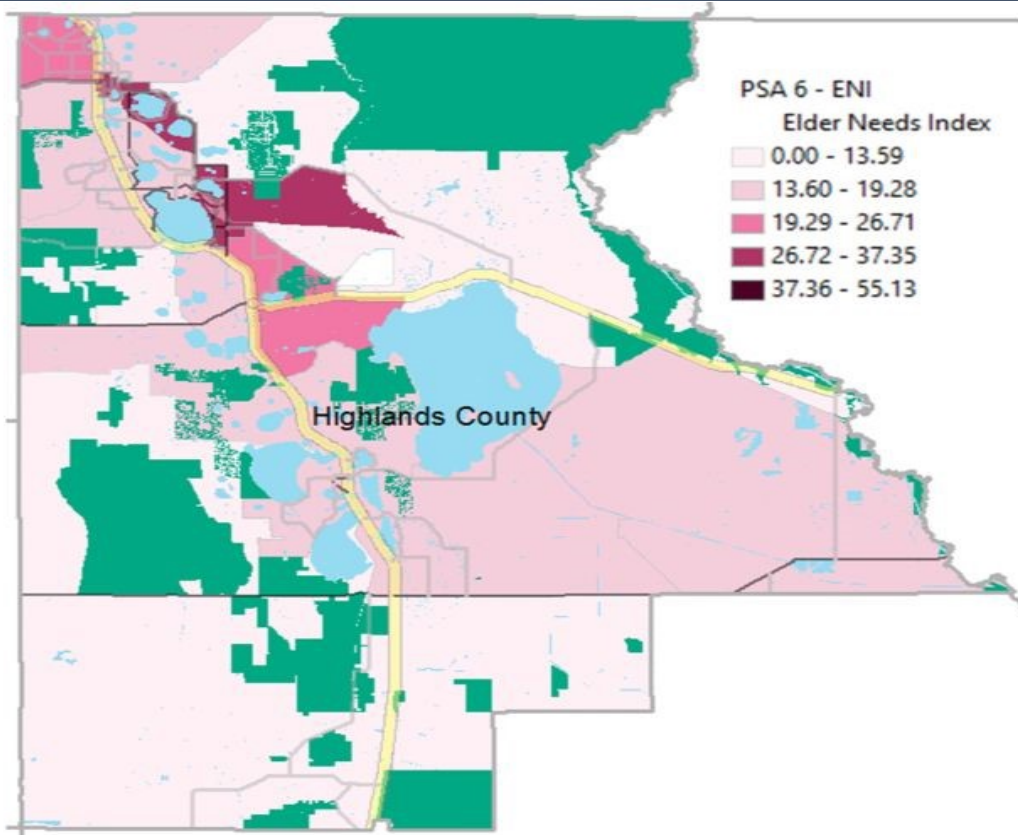 PSA 6 - ENI
Elder Needs Index
0.00 - 13.59
13.60 - 19.28
19.29 - 26.71
26.72 - 37.35
37.36 - 55.13
Highlands County